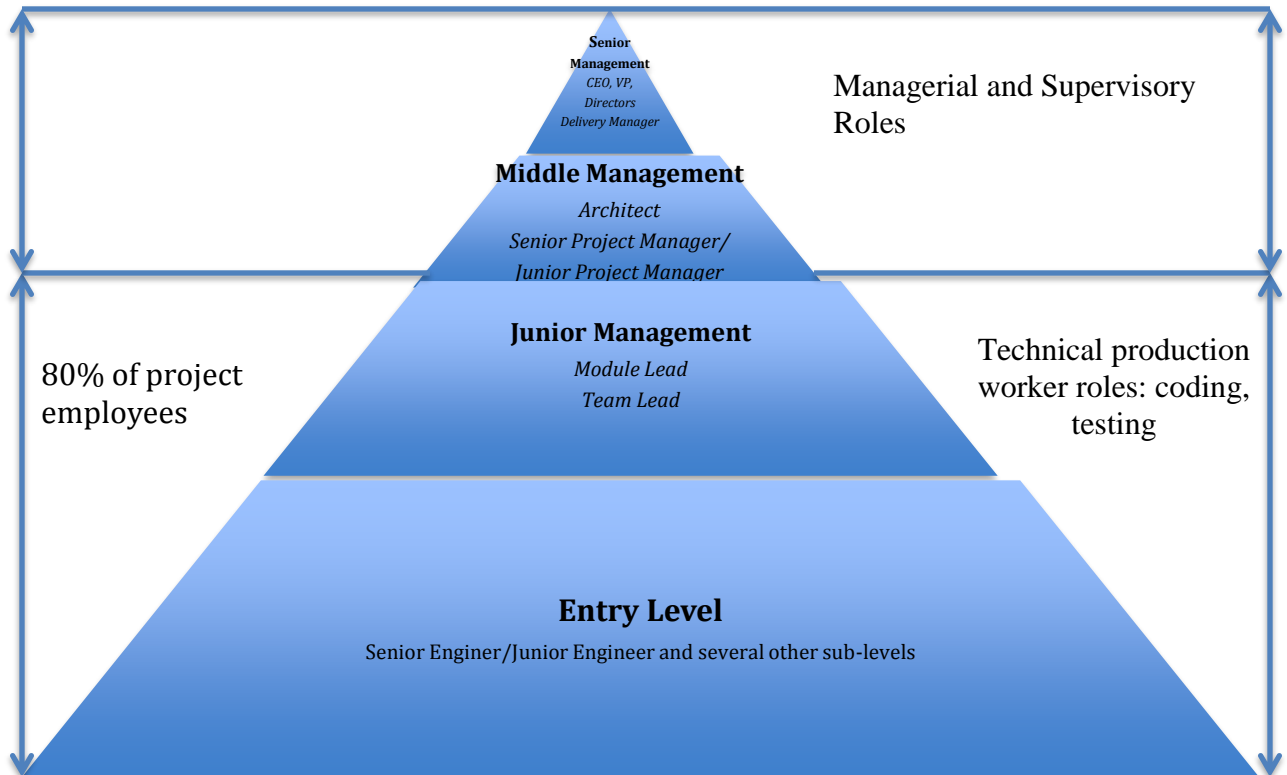 Senior
Management
CEO, VP,
Directors
Delivery Manager
Managerial and Supervisory
Roles
Middle Management
Architect
Senior Project Manager/
Junior Project Manager
Junior Management
Module Lead
Team Lead
80% of project
employees
Technical production
worker roles: coding,
testing
Entry Level
Senior Enginer/Junior Engineer and several other sub-levels